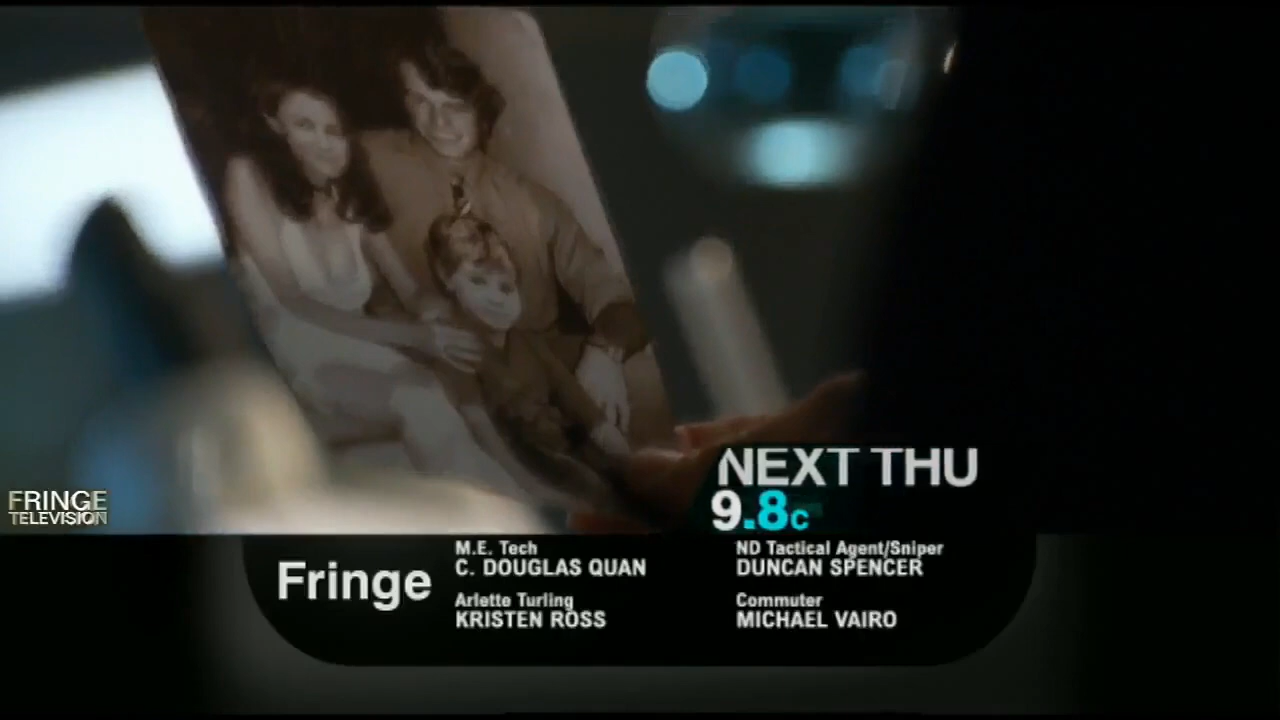 NEXT THU
9.8c
FRINGE
TELEVISION
Fringe
M.E. Tech
C. DOUGLAS QUAN
Arlette Turling
KRISTEN ROSS
ND Tactical Agent/Sniper
DUNCAN SPENCER
Commuter
MICHAEL VAIRO